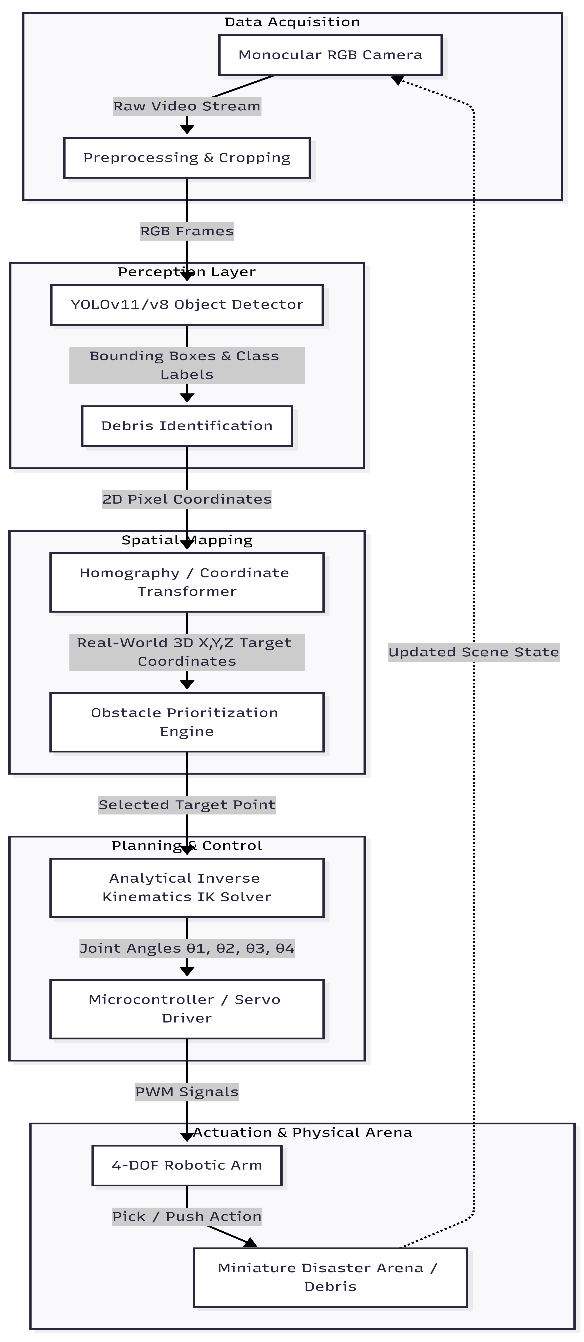 Data Acquisition
Monocular RGB Camera
Raw Video Stream
Preprocessing & Cropping
RGB Frames
Perception Layer
YOLOv11/v8 Object Detector
Bounding Boxes & Class
Labels
Debris Identification
2D Pixel Coordinates
Spatial Mapping
Homography / Coordinate
Transformer
Real-World 3D X,Y,Z Target
Coordinates
Updated Scene State
Obstacle Prioritization
Engine
Selected Target Point
Planning & Control
Analytical Inverse
Kinematics IK Solver
Joint Angles θ1, θ2, θ3, θ4
Microcontroller / Servo
Driver
PWM Signals
Actuation & Physical Arena
4-DOF Robotic Arm
Pick / Push Action
Miniature Disaster Arena /
Debris